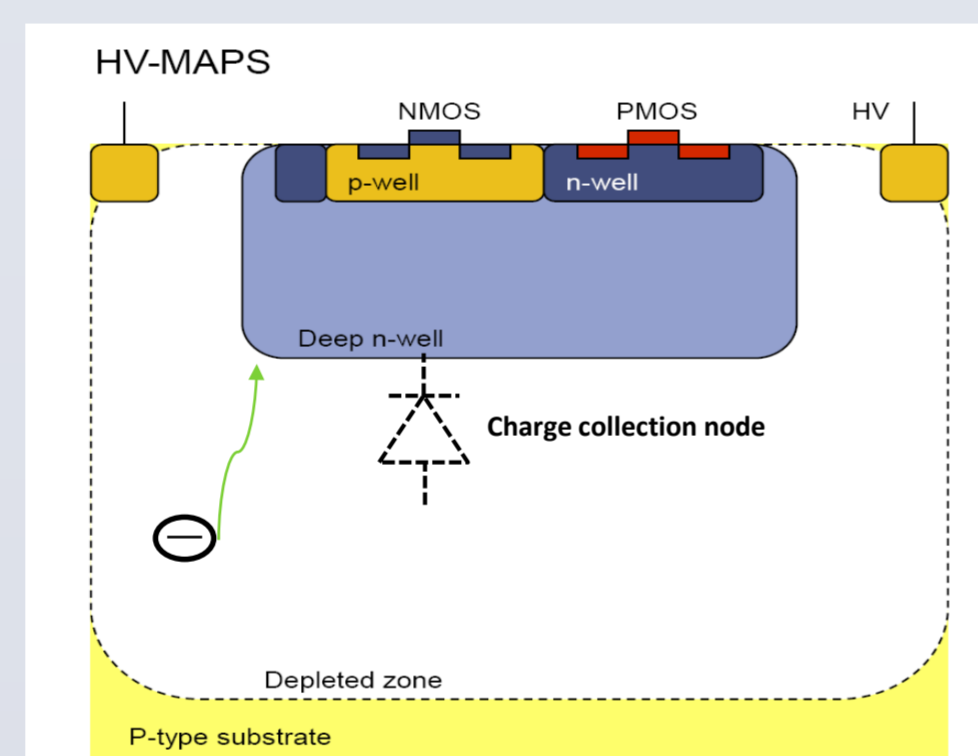 HV-MAPS
NMOS
PMOS
HV
p-well
n-well
Deep n-well
Charge collection node
Depleted zone
P-type substrate